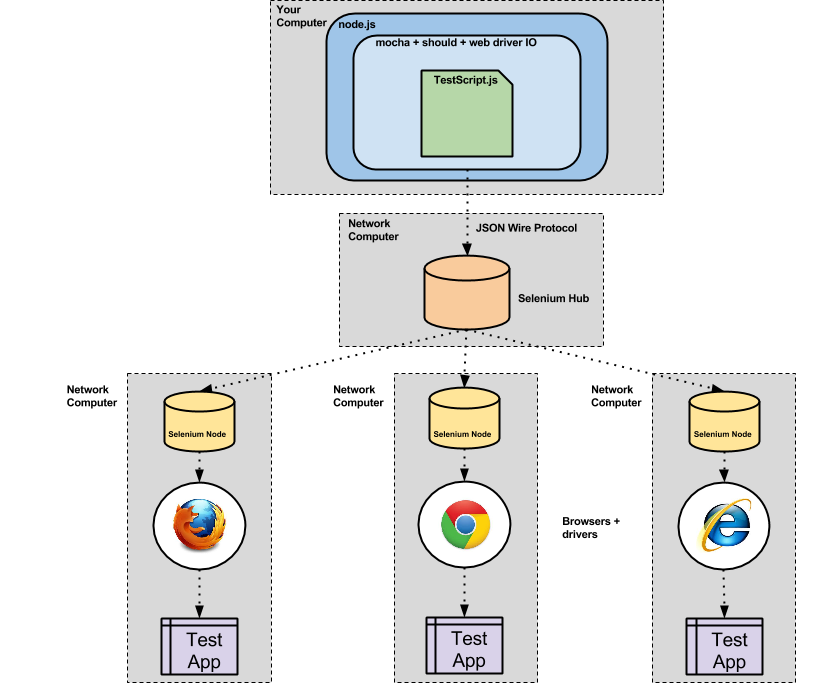 Your
Computer
node.js
mocha + should + web driver IO
TestScript.js
Network
Computer
JSON Wire Protocol
Selenium Hub
Network
Computer
Selenium Node
Network
Computer
Selenium Node
Network
Computer
Selenium Node
Browsers +
drivers
Test
App
Test
App
Test
App